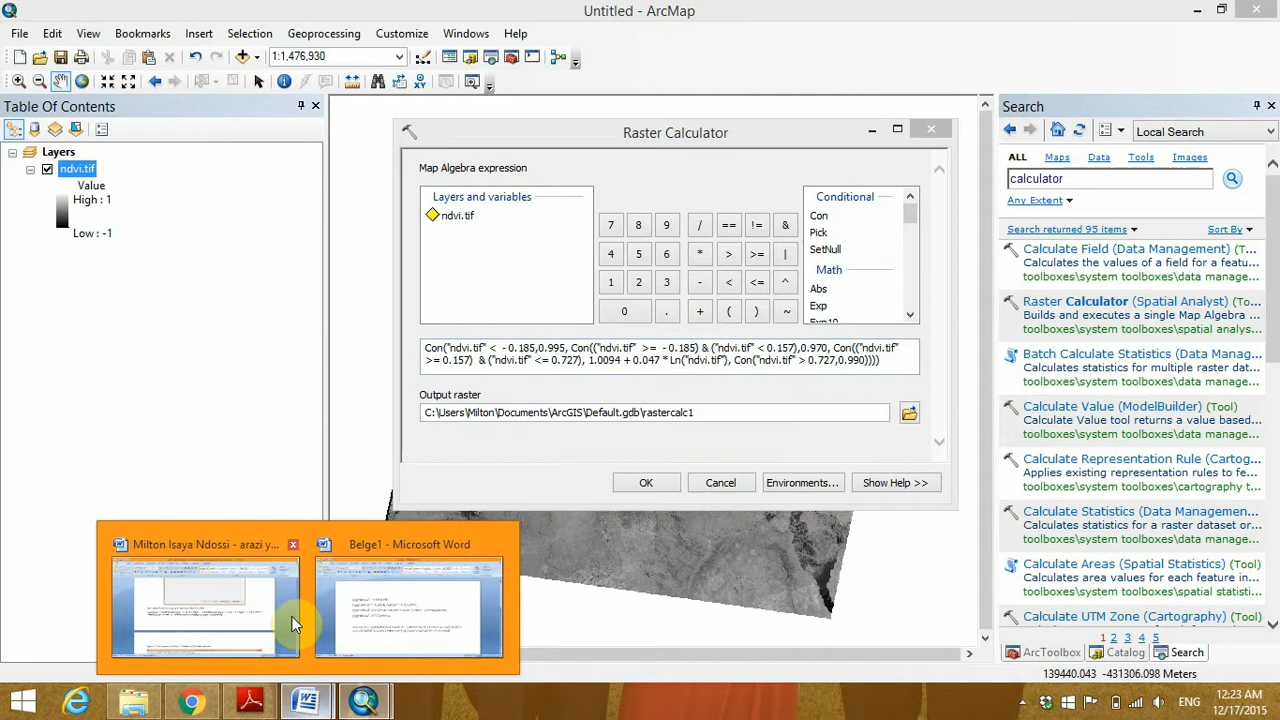 Untitled - ArcMap
File Edit View Bookmarks Insert Selection Geoprocessing Customize Windows Help
1:1,476,930
Table Of Contents
Layers
ndvi.tif
Value
High : 1
Low : -1
Raster Calculator
Map Algebra expression
Layers and variables
ndvi.tif
7 8 9 / == != &
4 5 6 * > >= |
1 2 3 - < <= ^
0 . + ( ) ~
Conditional
Con
Pick
SetNull
Math
Abs
Exp
Exp10
Con("ndvi.tif" < - 0.185,0.995, Con(("ndvi.tif" >= - 0.185) & ("ndvi.tif" < 0.157),0.970, Con(("ndvi.tif"
>= 0.157) & ("ndvi.tif" <= 0.727), 1.0094 + 0.047 * Ln("ndvi.tif"), Con("ndvi.tif" > 0.727,0.990))))
Output raster
C:\Users\Milton\Documents\ArcGIS\Default.gdb\rastercalc1
OK Cancel Environments... Show Help >>
Search
Local Search
ALL Maps Data Tools Images
calculator
Any Extent
Search returned 95 items Sort By
Calculate Field (Data Management) (T...
Calculates the values of a field for a featu...
toolboxes\system toolboxes\data manage...
Raster Calculator (Spatial Analyst) (To...
Builds and executes a single Map Algebra ...
toolboxes\system toolboxes\spatial analys...
Batch Calculate Statistics (Data Manag...
Calculates statistics for multiple raster dat...
toolboxes\system toolboxes\data manage...
Calculate Value (ModelBuilder) (Tool)
Calculate Value tool returns a value based...
toolboxes\system toolboxes\data manage...
Calculate Representation Rule (Cartog...
Applies existing representation rules to fe...
toolboxes\system toolboxes\cartography t...
Calculate Statistics (Data Management...
Calculates statistics for a raster dataset or...
toolboxes\system toolboxes\data manage...
Calculate Areas (Spatial Statistics) (Tool)
Calculates area values for each feature in...
toolboxes\system toolboxes\spatial statisti...
Calculate UTM Zone (Cartography) (Tool)
1 2 3 4 5
ArcToolbox Catalog Search
139440.043 -431306.098 Meters
Milton Isaya Ndossi - arazi y...
Belge1 - Microsoft Word
ENG
12:23 AM
12/17/2015